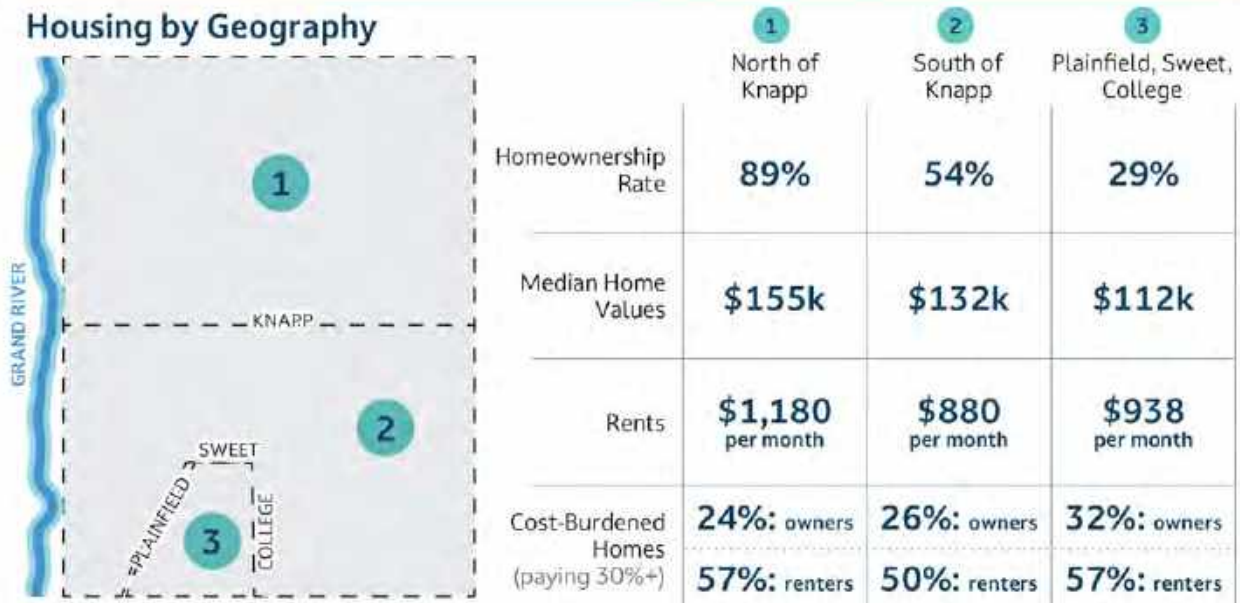 Housing by Geography
GRAND RIVER
1
KNAPP
2
SWEET
PLAINFIELD
COLLEGE
3
1 2 3
North of Knapp
South of Knapp
Plainfield, Sweet, College
Homeownership Rate
89% 54% 29%
Median Home Values
$155k $132k $112k
Rents
$1,180 per month
$880 per month
$938 per month
Cost-Burdened Homes
(paying 30%+)
24%: owners 26%: owners 32%: owners
57%: renters 50%: renters 57%: renters